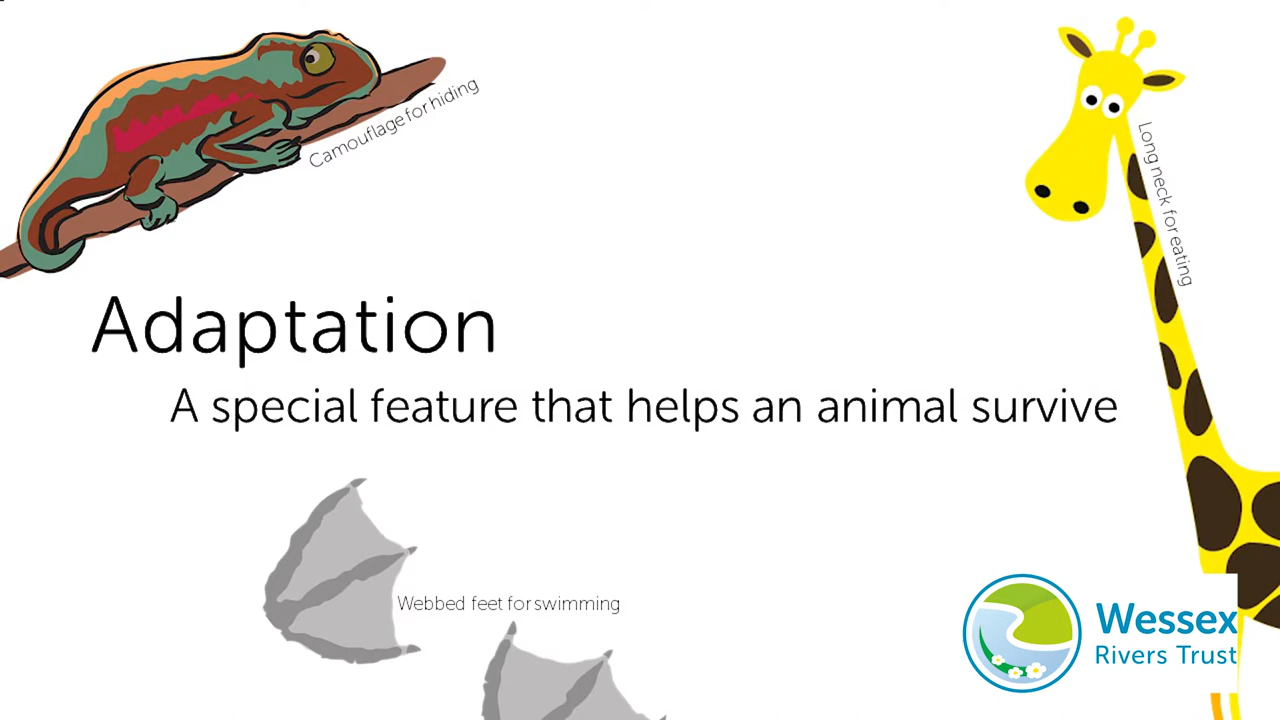 Camouflage for hiding
Long neck for eating
Adaptation
A special feature that helps an animal survive
Webbed feet for swimming
Wessex
Rivers Trust